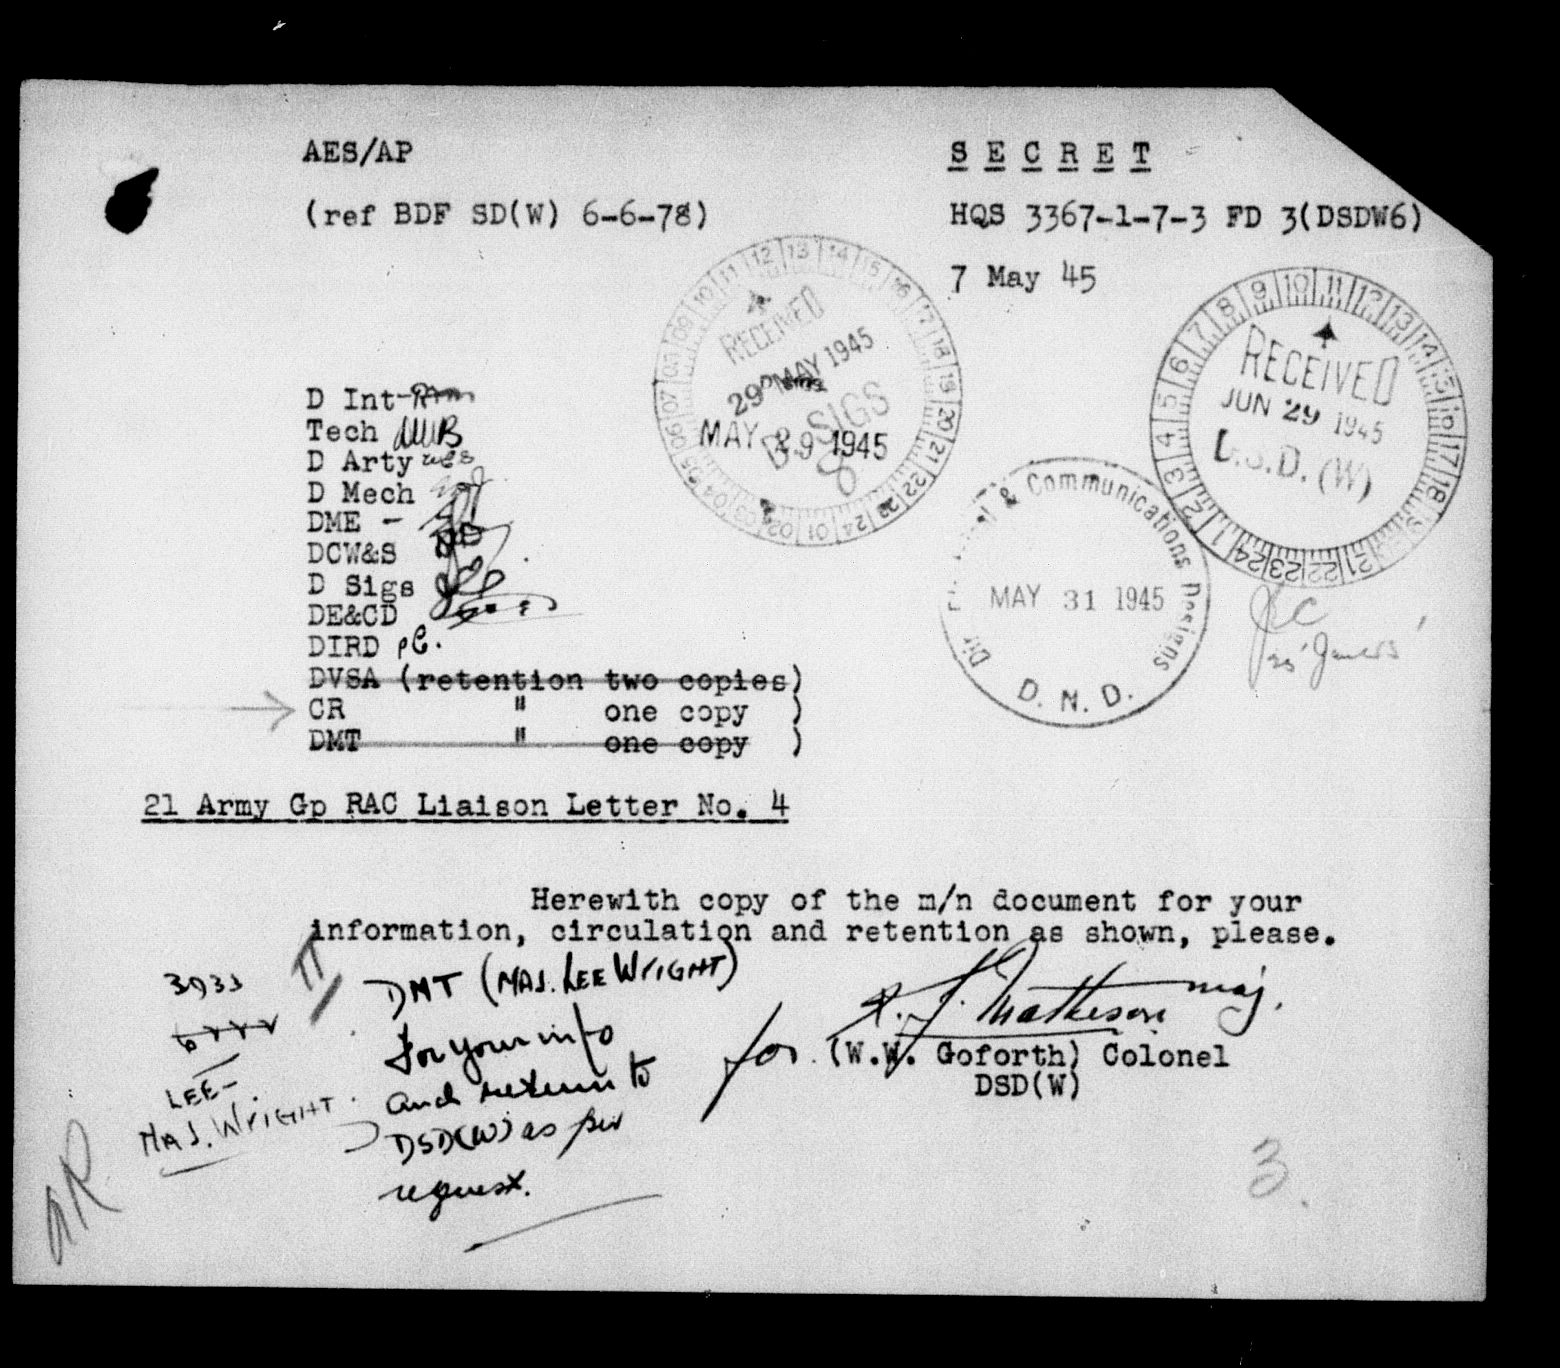 AES/AP
S E C R E T
(ref BDF SD(W) 6-6-78)
HQS 3367-1-7-3 FD 3(DSDW6)
7 May 45
RECEIVED
29 MAY 1945
MAY 29 1945
D. SIGS
RECEIVED
JUN 29 1945
D.S.D. (W)
& Communications Designs
MAY 31 1945
D. N. D.
D Int
Tech
D Arty
D Mech
DME -
DCW&S
D Sigs
DE&CD
DIRD
DVSA (retention two copies)
CR " one copy )
DMT " one copy )
21 Army Gp RAC Liaison Letter No. 4
Herewith copy of the m/n document for your
information, circulation and retention as shown, please.
3933
DMT (MAJ. LEE WRIGHT)
For your info
and return to
DSD(W) as per
request.
LEE-
MAJ. WRIGHT
Matheson maj.
for (W.W. Goforth) Colonel
DSD(W)
3.